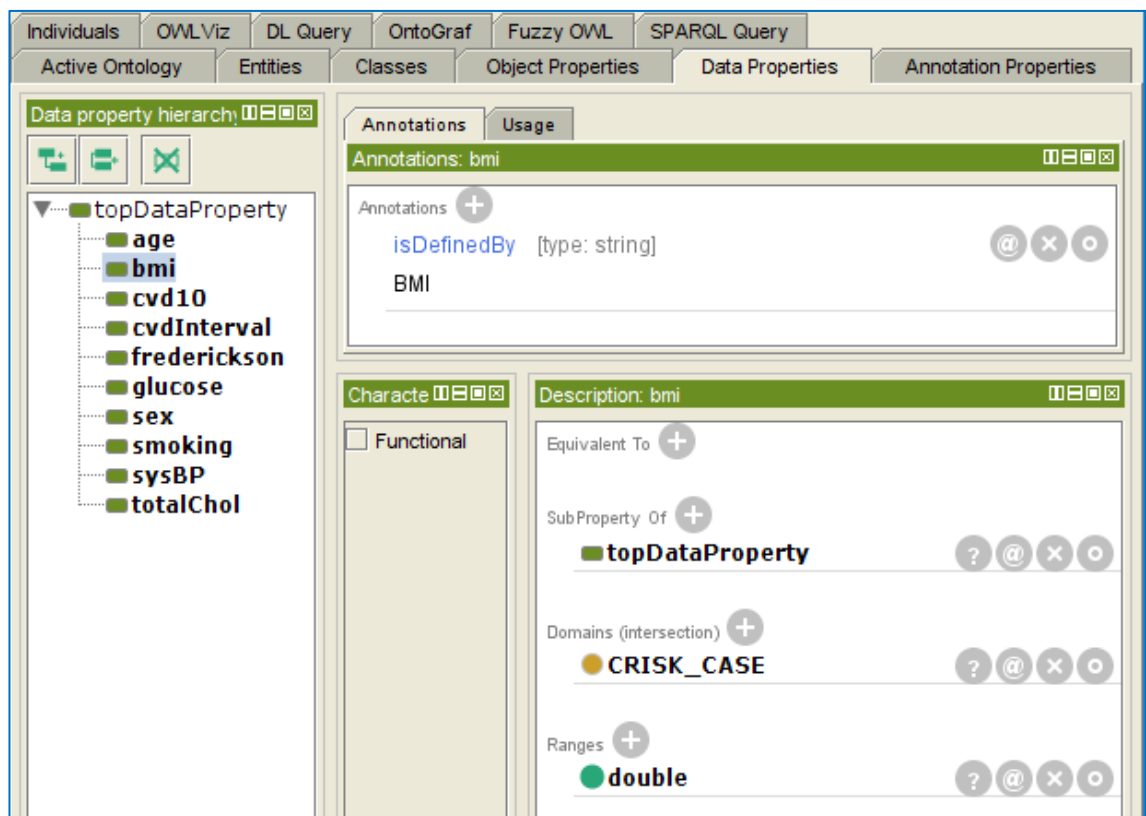 Individuals OWLViz DL Query OntoGraf Fuzzy OWL SPARQL Query
Active Ontology Entities Classes Object Properties Data Properties Annotation Properties
Data property hierarchy
topDataProperty
age
bmi
cvd10
cvdInterval
frederickson
glucose
sex
smoking
sysBP
totalChol
Annotations Usage
Annotations: bmi
Annotations +
isDefinedBy [type: string] @ × o
BMI
Characte
Functional
Description: bmi
Equivalent To +
SubProperty Of +
topDataProperty ? @ × o
Domains (intersection) +
CRISK_CASE ? @ × o
Ranges +
double ? @ × o